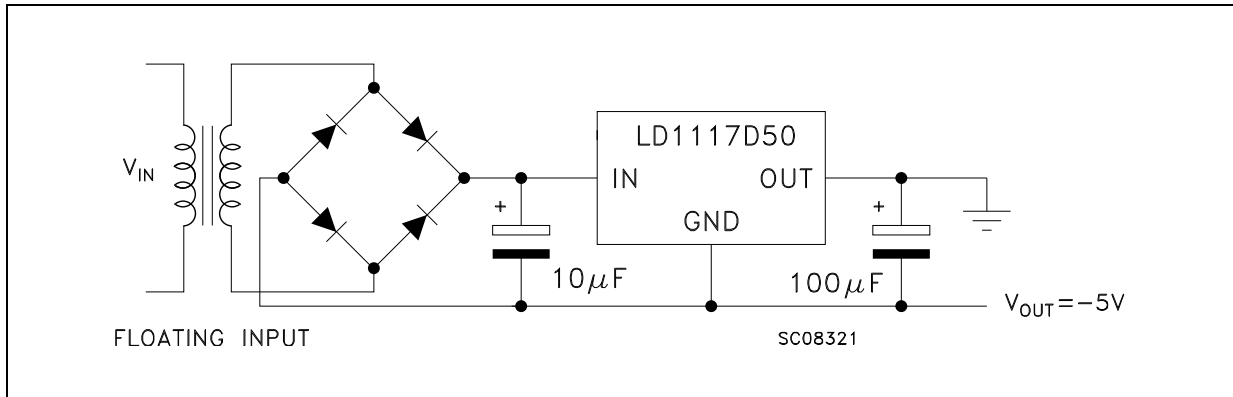 LD1117D50
V_IN
IN
OUT
+
+
GND
10μF
100μF
V_OUT=-5V
FLOATING INPUT
SC08321